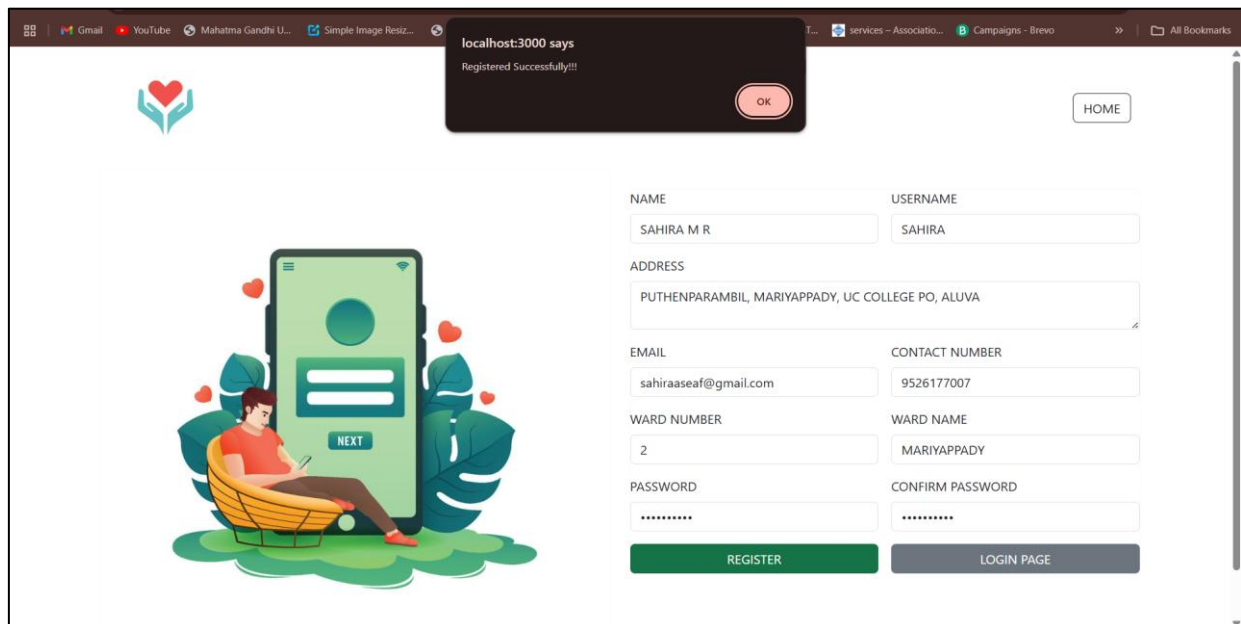 Gmail YouTube Mahatma Gandhi U... Simple Image Resiz... T... services – Associatio... Campaigns - Brevo » All Bookmarks
localhost:3000 says
Registered Successfully!!!
OK
HOME
NAME USERNAME
SAHIRA M R SAHIRA
ADDRESS
PUTHENPARAMBIL, MARIYAPPADY, UC COLLEGE PO, ALUVA
EMAIL CONTACT NUMBER
sahiraaseaf@gmail.com 9526177007
WARD NUMBER WARD NAME
2 MARIYAPPADY
PASSWORD CONFIRM PASSWORD
•••••••••• ••••••••••
REGISTER LOGIN PAGE
NEXT